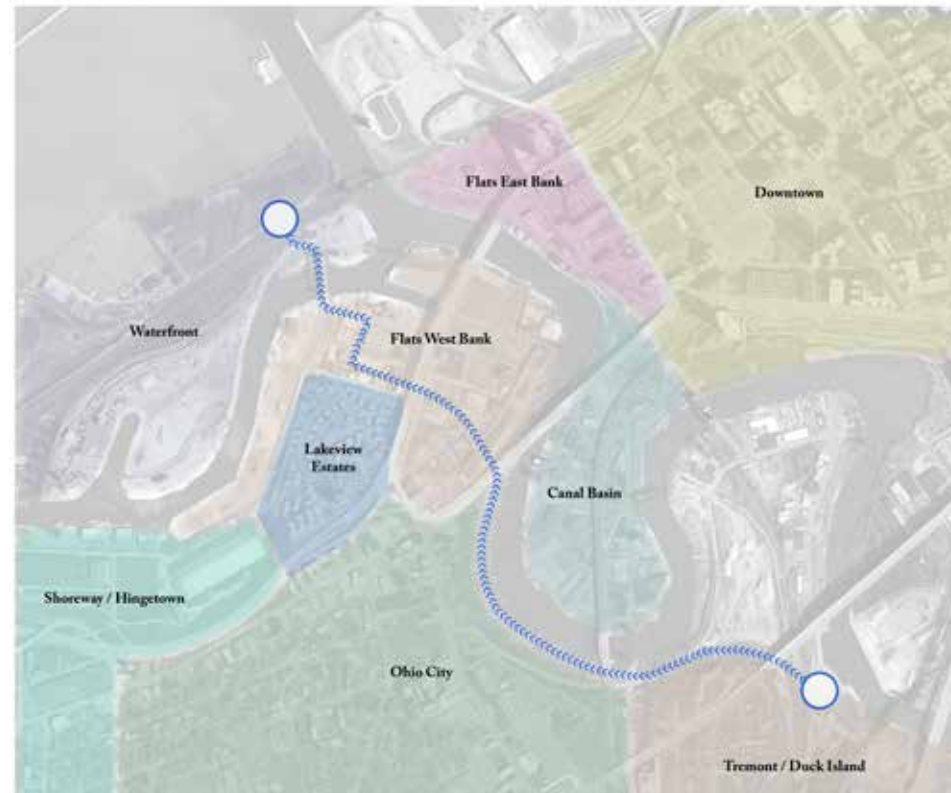 Flats East Bank
Downtown
Waterfront
Flats West Bank
Lakeview
Estates
Canal Basin
Shoreway / Hingetown
Ohio City
Tremont / Duck Island